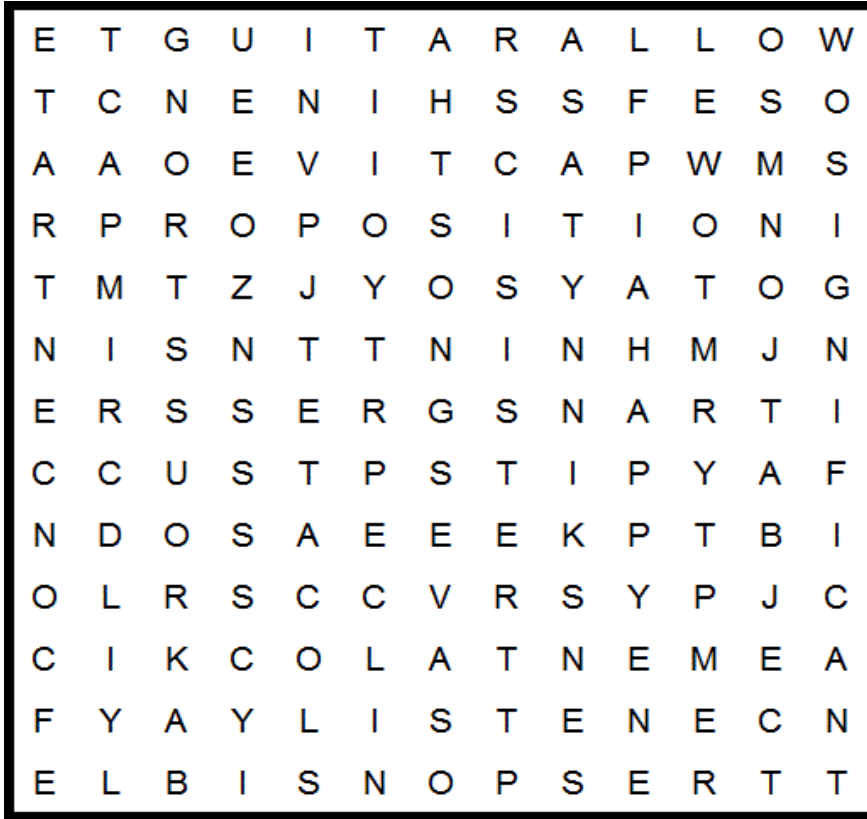 E T G U I T A R A L L O W
T C N E N I H S S F E S O
A A O E V I T C A P W M S
R P R O P O S I T I O N I
T M T Z J Y O S Y A T O G
N I S N T T N I N H M J N
E R S S E R G S N A R T I
C C U S T P S T I P Y A F
N D O S A E E E K P T B I
O L R S C C V R S Y P J C
C I K C O L A T N E M E A
F Y A Y L I S T E N E C N
E L B I S N O P S E R T T